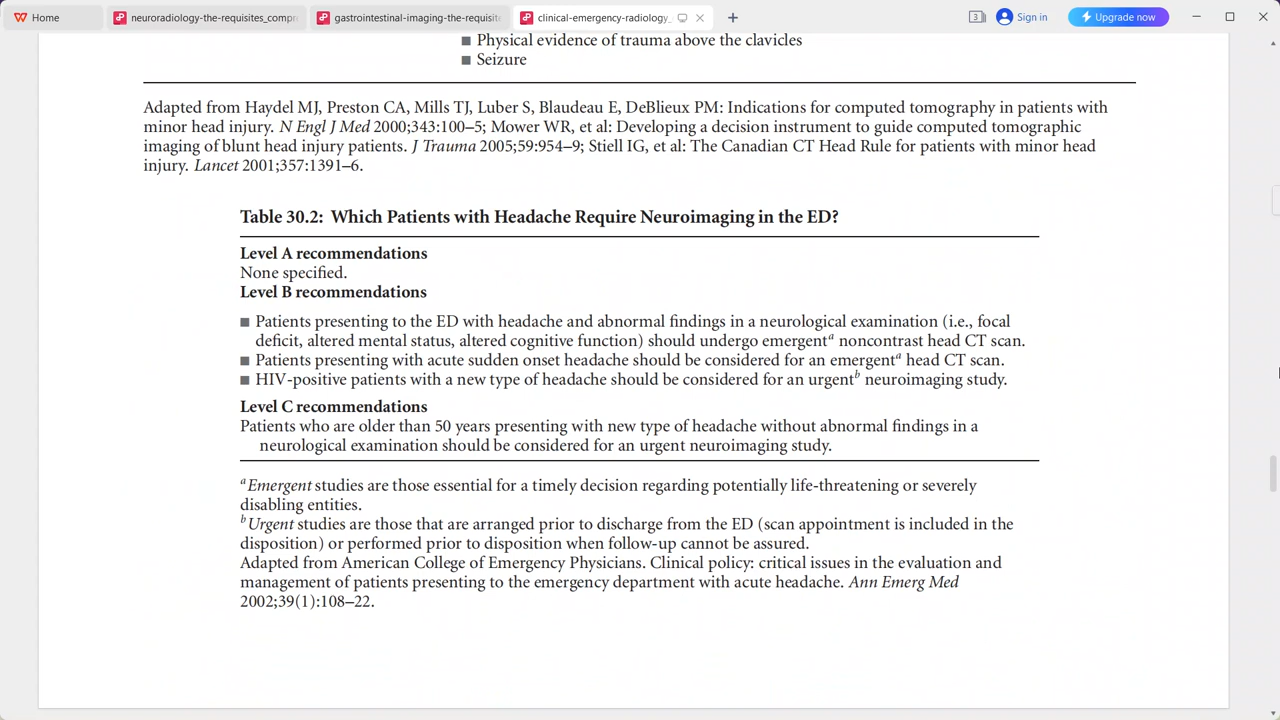 Home
neuroradiology-the-requisites_compr
gastrointestinal-imaging-the-requisite
clinical-emergency-radiology_
3
Sign in
Upgrade now
■ Physical evidence of trauma above the clavicles
■ Seizure
Adapted from Haydel MJ, Preston CA, Mills TJ, Luber S, Blaudeau E, DeBlieux PM: Indications for computed tomography in patients with
minor head injury. N Engl J Med 2000;343:100–5; Mower WR, et al: Developing a decision instrument to guide computed tomographic
imaging of blunt head injury patients. J Trauma 2005;59:954–9; Stiell IG, et al: The Canadian CT Head Rule for patients with minor head
injury. Lancet 2001;357:1391–6.
Table 30.2: Which Patients with Headache Require Neuroimaging in the ED?
Level A recommendations
None specified.
Level B recommendations
■ Patients presenting to the ED with headache and abnormal findings in a neurological examination (i.e., focal
deficit, altered mental status, altered cognitive function) should undergo emergentᵃ noncontrast head CT scan.
■ Patients presenting with acute sudden onset headache should be considered for an emergentᵃ head CT scan.
■ HIV-positive patients with a new type of headache should be considered for an urgentᵇ neuroimaging study.
Level C recommendations
Patients who are older than 50 years presenting with new type of headache without abnormal findings in a
neurological examination should be considered for an urgent neuroimaging study.
ᵃEmergent studies are those essential for a timely decision regarding potentially life-threatening or severely
disabling entities.
ᵇUrgent studies are those that are arranged prior to discharge from the ED (scan appointment is included in the
disposition) or performed prior to disposition when follow-up cannot be assured.
Adapted from American College of Emergency Physicians. Clinical policy: critical issues in the evaluation and
management of patients presenting to the emergency department with acute headache. Ann Emerg Med
2002;39(1):108–22.